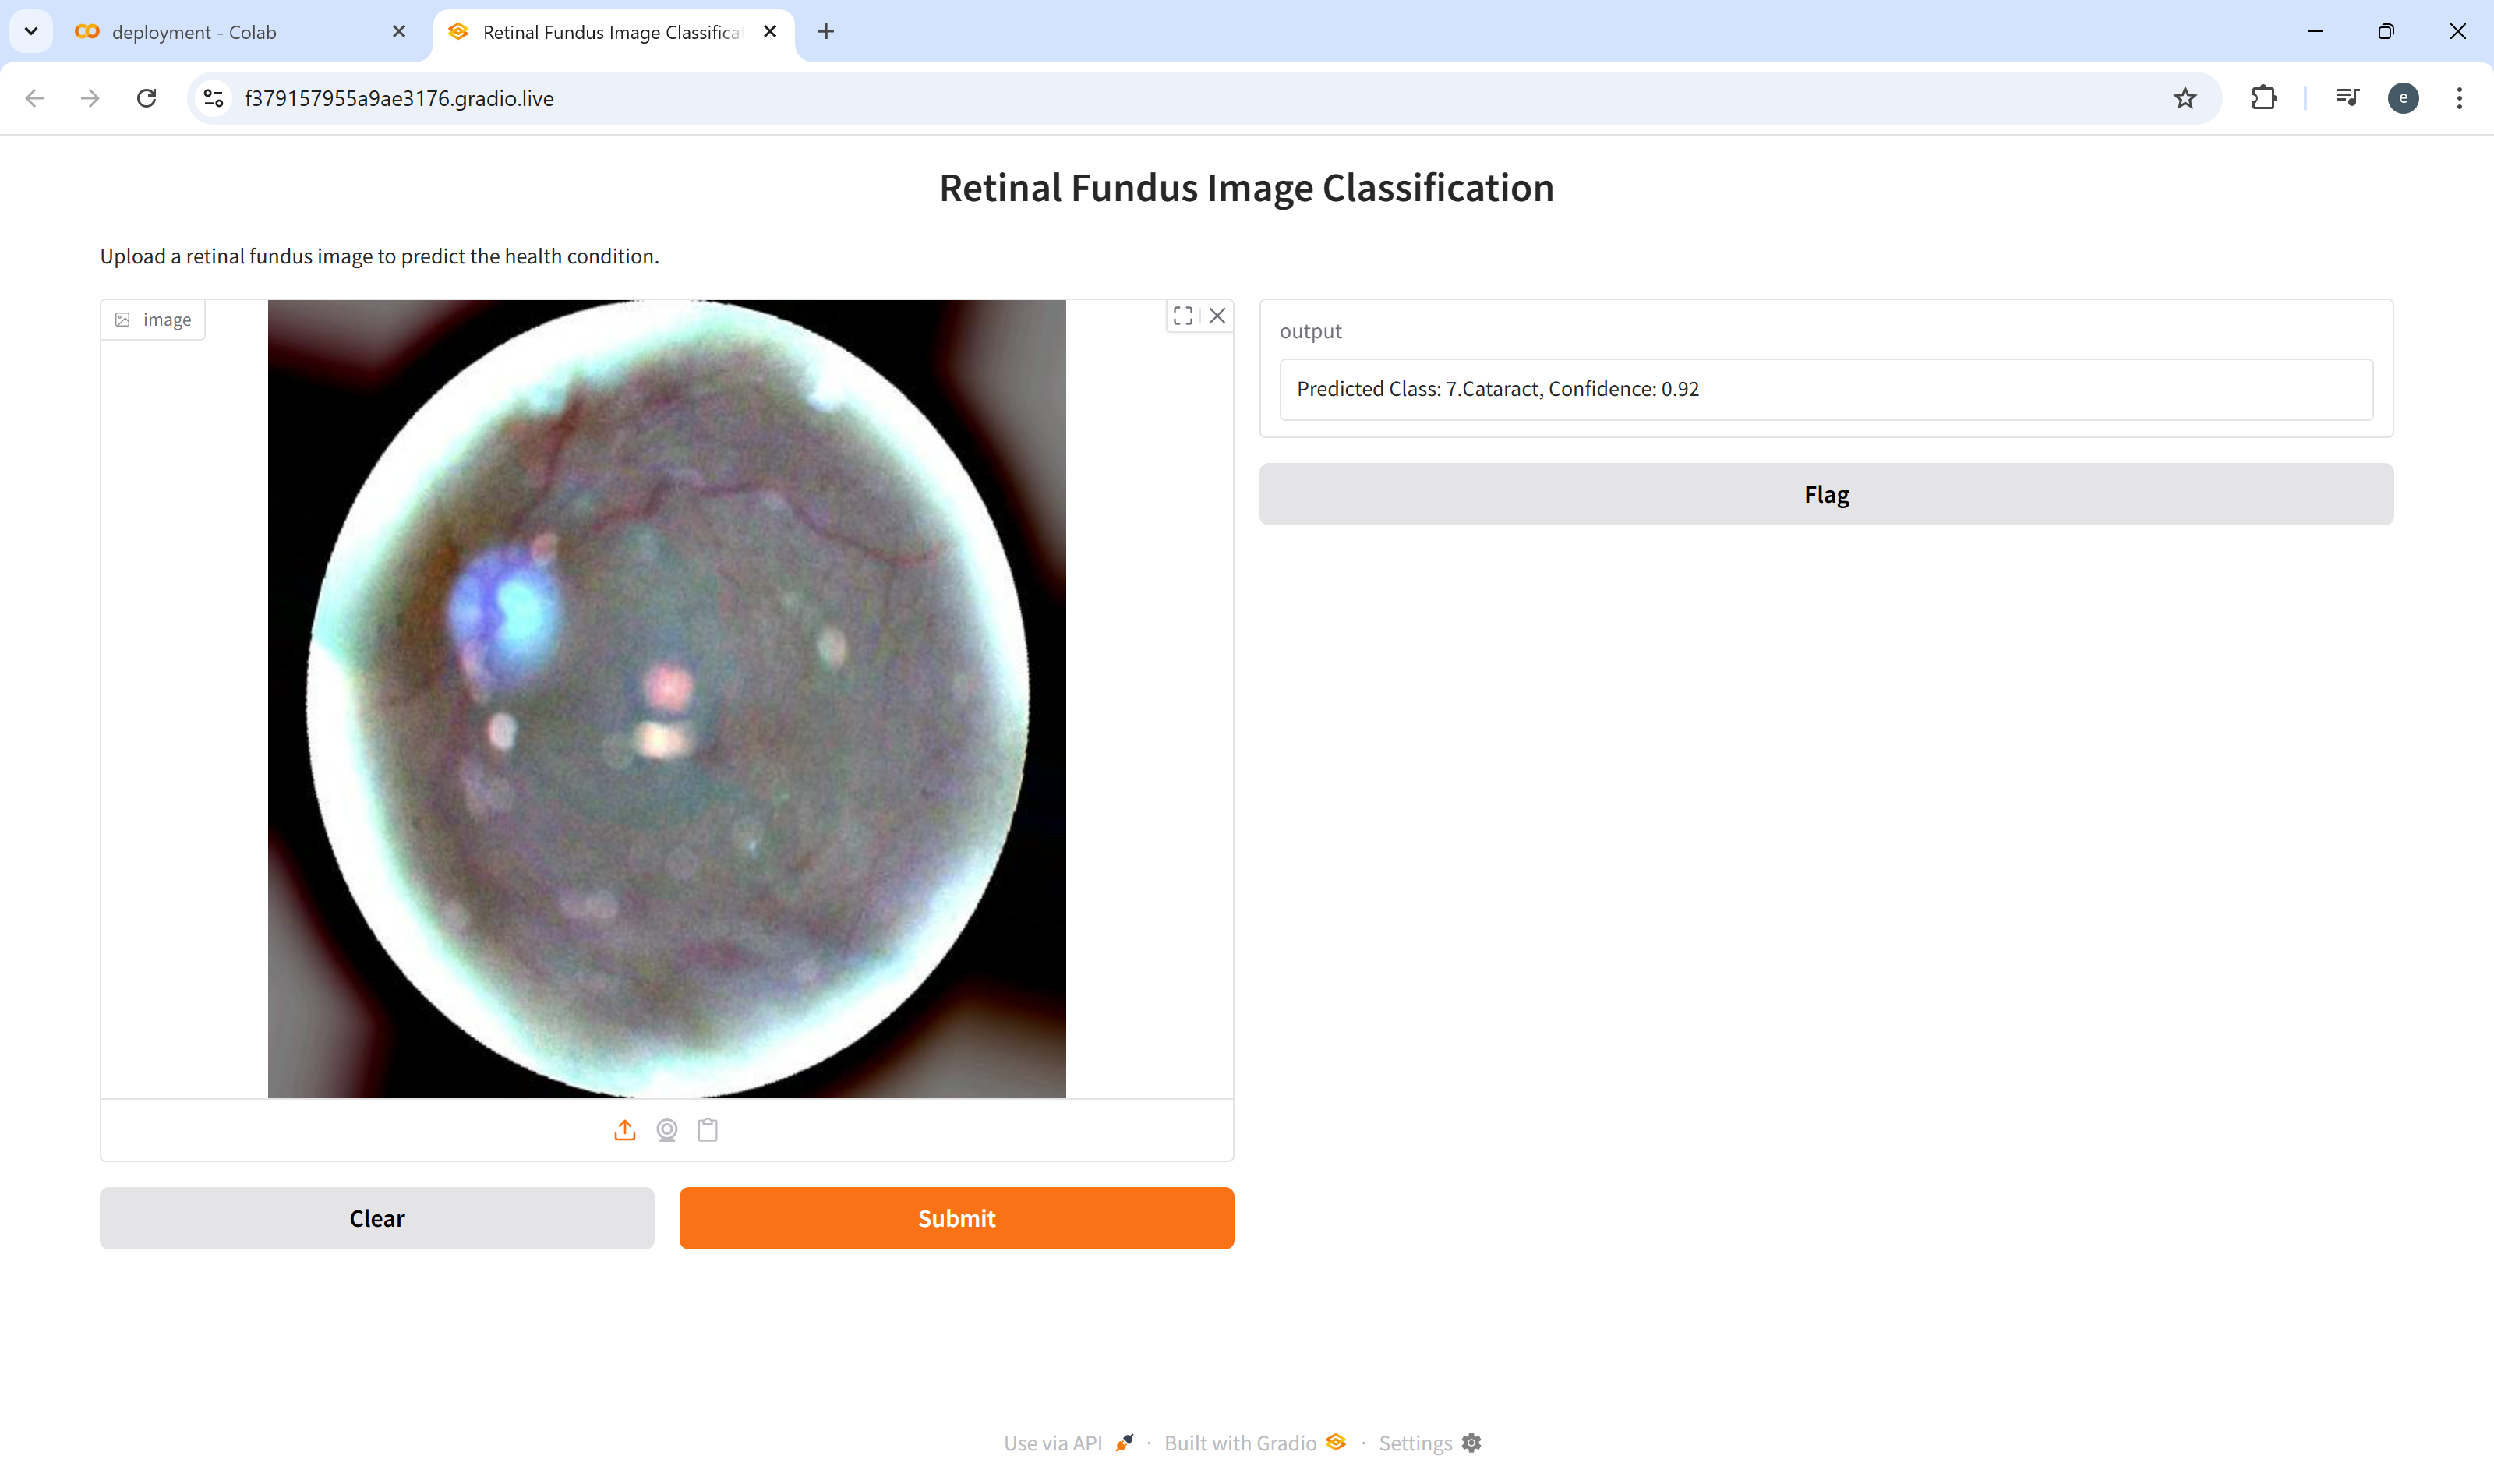 deployment - Colab
Retinal Fundus Image Classifica
f379157955a9ae3176.gradio.live
e
Retinal Fundus Image Classification
Upload a retinal fundus image to predict the health condition.
image
output
Predicted Class: 7.Cataract, Confidence: 0.92
Flag
Clear
Submit
Use via API · Built with Gradio · Settings